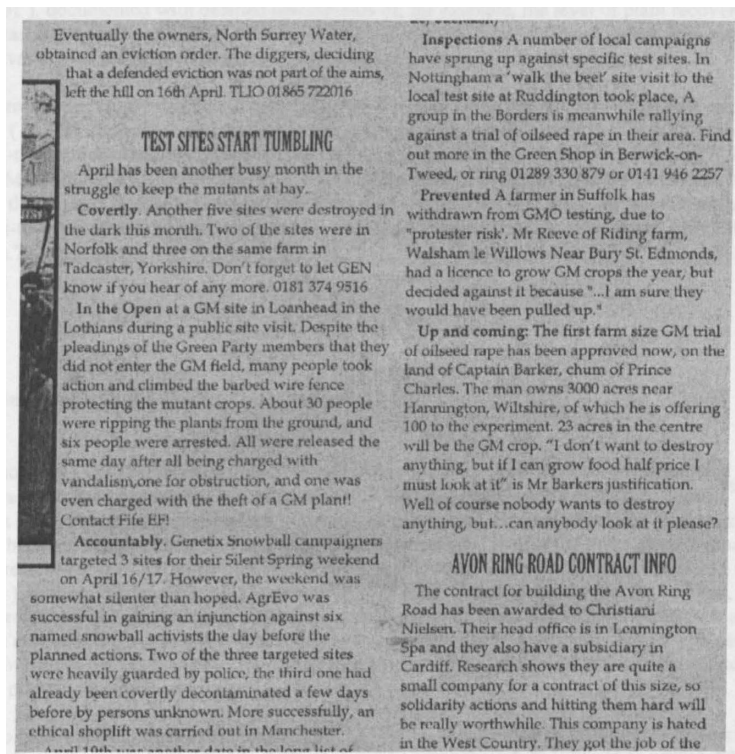 Eventually the owners, North Surrey Water,
obtained an eviction order. The diggers, deciding
that a defended eviction was not part of the aims,
left the hill on 16th April. TLIO 01865 722016
TEST SITES START TUMBLING
April has been another busy month in the
struggle to keep the mutants at bay.
Covertly. Another five sites were destroyed in
the dark this month. Two of the sites were in
Norfolk and three on the same farm in
Tadcaster, Yorkshire. Don't forget to let GEN
know if you hear of any more. 0181 374 9516
In the Open at a GM site in Loanhead in the
Lothians during a public site visit. Despite the
pleadings of the Green Party members that they
did not enter the GM field, many people took
action and climbed the barbed wire fence
protecting the mutant crops. About 30 people
were ripping the plants from the ground, and
six people were arrested. All were released the
same day after all being charged with
vandalism,one for obstruction, and one was
even charged with the theft of a GM plant!
Contact Fife EF!
Accountably. Genetix Snowball campaigners
targeted 3 sites for their Silent Spring weekend
on April 16/17. However, the weekend was
somewhat silenter than hoped. AgrEvo was
successful in gaining an injunction against six
named snowball activists the day before the
planned actions. Two of the three targeted sites
were heavily guarded by police, the third one had
already been covertly decontaminated a few days
before by persons unknown. More successfully, an
ethical shoplift was carried out in Manchester.
April 10th was another date in the long list of
Inspections A number of local campaigns
have sprung up against specific test sites. In
Nottingham a 'walk the beet' site visit to the
local test site at Ruddington took place, A
group in the Borders is meanwhile rallying
against a trial of oilseed rape in their area. Find
out more in the Green Shop in Berwick-on-
Tweed, or ring 01289 330 879 or 0141 946 2257
Prevented A farmer in Suffolk has
withdrawn from GMO testing, due to
"protester risk'. Mr Reeve of Riding farm,
Walsham le Willows Near Bury St. Edmonds,
had a licence to grow GM crops the year, but
decided against it because "...I am sure they
would have been pulled up."
Up and coming: The first farm size GM trial
of oilseed rape has been approved now, on the
land of Captain Barker, chum of Prince
Charles. The man owns 3000 acres near
Hannington, Wiltshire, of which he is offering
100 to the experiment. 23 acres in the centre
will be the GM crop. "I don't want to destroy
anything, but if I can grow food half price I
must look at it" is Mr Barkers justification.
Well of course nobody wants to destroy
anything, but...can anybody look at it please?
AVON RING ROAD CONTRACT INFO
The contract for building the Avon Ring
Road has been awarded to Christiani
Nielsen. Their head office is in Leamington
Spa and they also have a subsidiary in
Cardiff. Research shows they are quite a
small company for a contract of this size, so
solidarity actions and hitting them hard will
be really worthwhile. This company is hated
in the West Country. They got the job of the